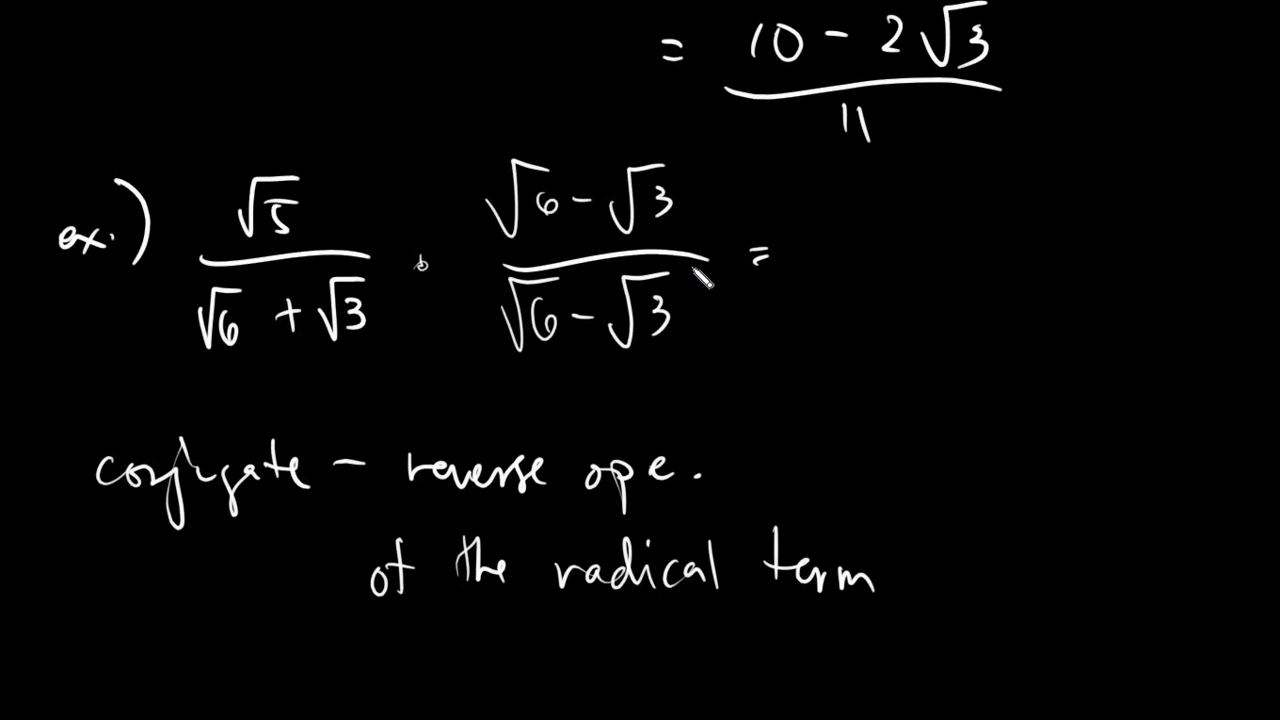 = 10 - 2√3 / 11
ex.) √5 / √6 + √3 · √6 - √3 / √6 - √3 =
conjugate - reverse ope.
of the radical term